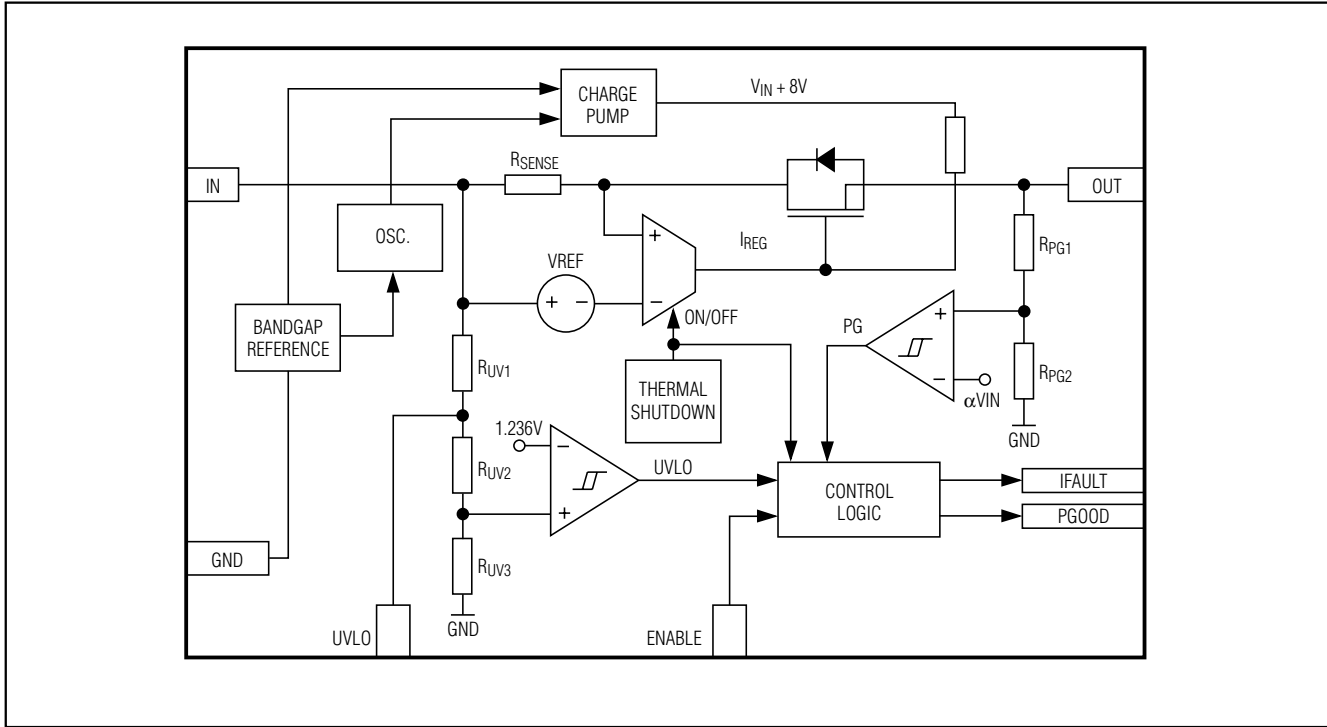 CHARGE
PUMP
VIN + 8V
RSENSE
IN
OUT
OSC.
IREG
RPG1
VREF
+
+ −
−
ON/OFF
+
PG
BANDGAP
REFERENCE
RUV1
THERMAL
SHUTDOWN
−
αVIN
RPG2
GND
1.236V
−
RUV2
UVLO
CONTROL
LOGIC
IFAULT
+
PGOOD
GND
RUV3
GND
UVLO
ENABLE